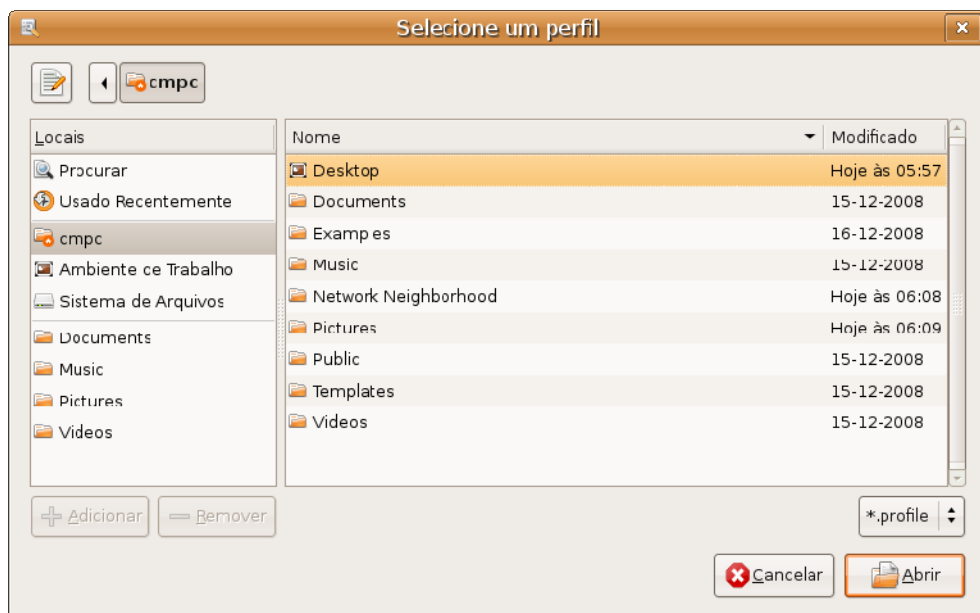 Selecione um perfil
cmpc
Locais
Nome Modificado
Procurar
Usado Recentemente
cmpc
Ambiente ce Trabalho
Sistema de Arquivos
Documents
Music
Pictures
Videos
Desktop Hoje às 05:57
Documents 15-12-2008
Examp es 16-12-2008
Music 15-12-2008
Network Neighborhood Hoje às 06:08
Pictures Hoje às 06:09
Public 15-12-2008
Templates 15-12-2008
Videos 15-12-2008
Adicionar Remover
*.profile
Cancelar Abrir